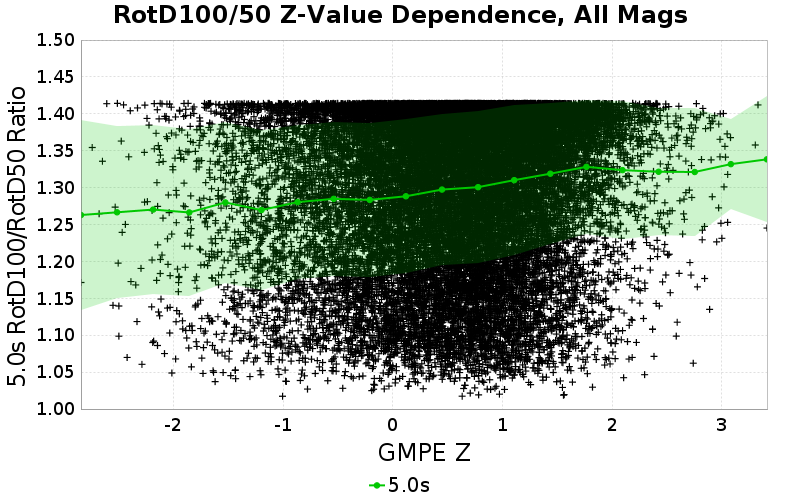 RotD100/50 Z-Value Dependence, All Mags
5.0s RotD100/RotD50 Ratio
1.50
1.45
1.40
1.35
1.30
1.25
1.20
1.15
1.10
1.05
1.00
-2 -1 0 1 2 3
GMPE Z
5.0s